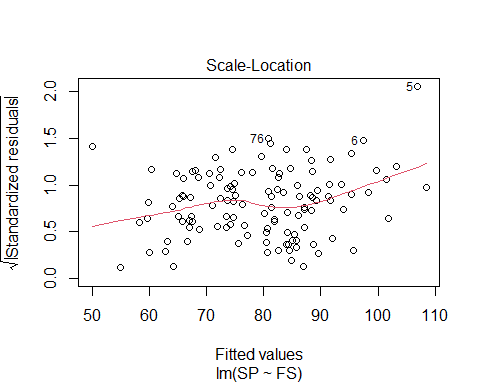 Scale-Location
√|Standardized residuals|
2.0
1.5
1.0
0.5
0.0
5
76
6
50 60 70 80 90 100 110
Fitted values
lm(SP ~ FS)